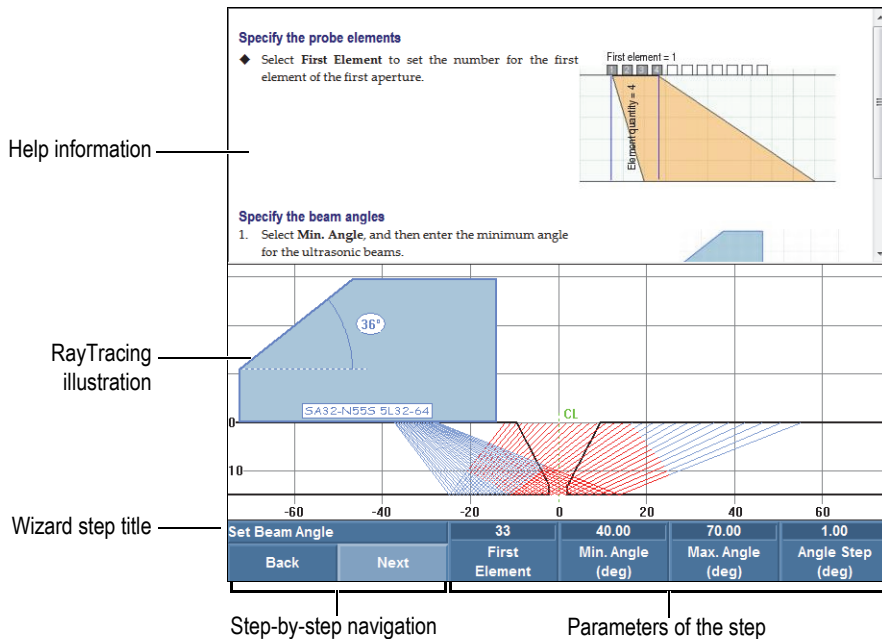 Specify the probe elements
◆ Select First Element to set the number for the first
element of the first aperture.
First element = 1
1 2 3 4
Element quantity = 4
Help information
Specify the beam angles
1. Select Min. Angle, and then enter the minimum angle
for the ultrasonic beams.
36°
RayTracing
illustration
SA32-N55S 5L32-64
CL
0
10
-60 -40 -20 0 20 40 60
Wizard step title
Set Beam Angle 33 40.00 70.00 1.00
Back Next First Element Min. Angle (deg) Max. Angle (deg) Angle Step (deg)
Step-by-step navigation Parameters of the step